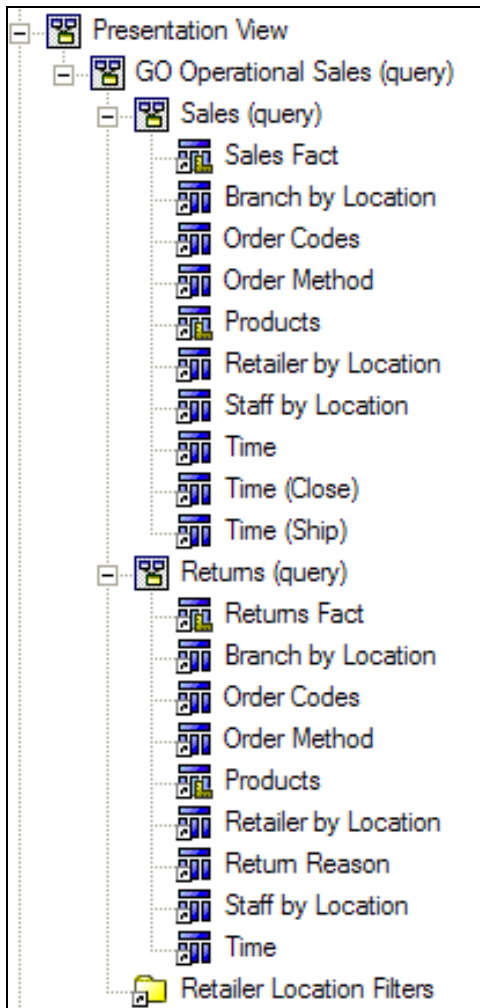 Presentation View
GO Operational Sales (query)
Sales (query)
Sales Fact
Branch by Location
Order Codes
Order Method
Products
Retailer by Location
Staff by Location
Time
Time (Close)
Time (Ship)
Returns (query)
Returns Fact
Branch by Location
Order Codes
Order Method
Products
Retailer by Location
Return Reason
Staff by Location
Time
Retailer Location Filters